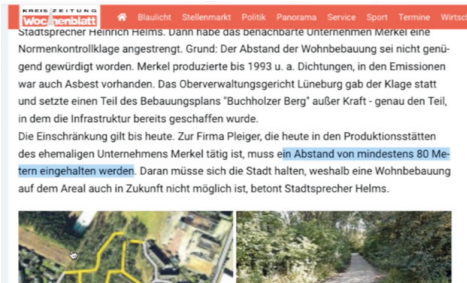 KREISZEITUNG
Wochenblatt
Blaulicht Stellenmarkt Politik Panorama Service Sport Termine Wirtsc
Stadtsprecher Heinrich Helms. Dann habe das benachbarte Unternehmen Merkel eine
Normenkontrollklage angestrengt. Grund: Der Abstand der Wohnbebauung sei nicht genü-
gend gewürdigt worden. Merkel produzierte bis 1993 u. a. Dichtungen, in den Emissionen
war auch Asbest vorhanden. Das Oberverwaltungsgericht Lüneburg gab der Klage statt
und setzte einen Teil des Bebauungsplans "Buchholzer Berg" außer Kraft - genau den Teil,
in dem die Infrastruktur bereits geschaffen wurde.
Die Einschränkung gilt bis heute. Zur Firma Pleiger, die heute in den Produktionsstätten
des ehemaligen Unternehmens Merkel tätig ist, muss ein Abstand von mindestens 80 Me-
tern eingehalten werden. Daran müsse sich die Stadt halten, weshalb eine Wohnbebauung
auf dem Areal auch in Zukunft nicht möglich ist, betont Stadtsprecher Helms.